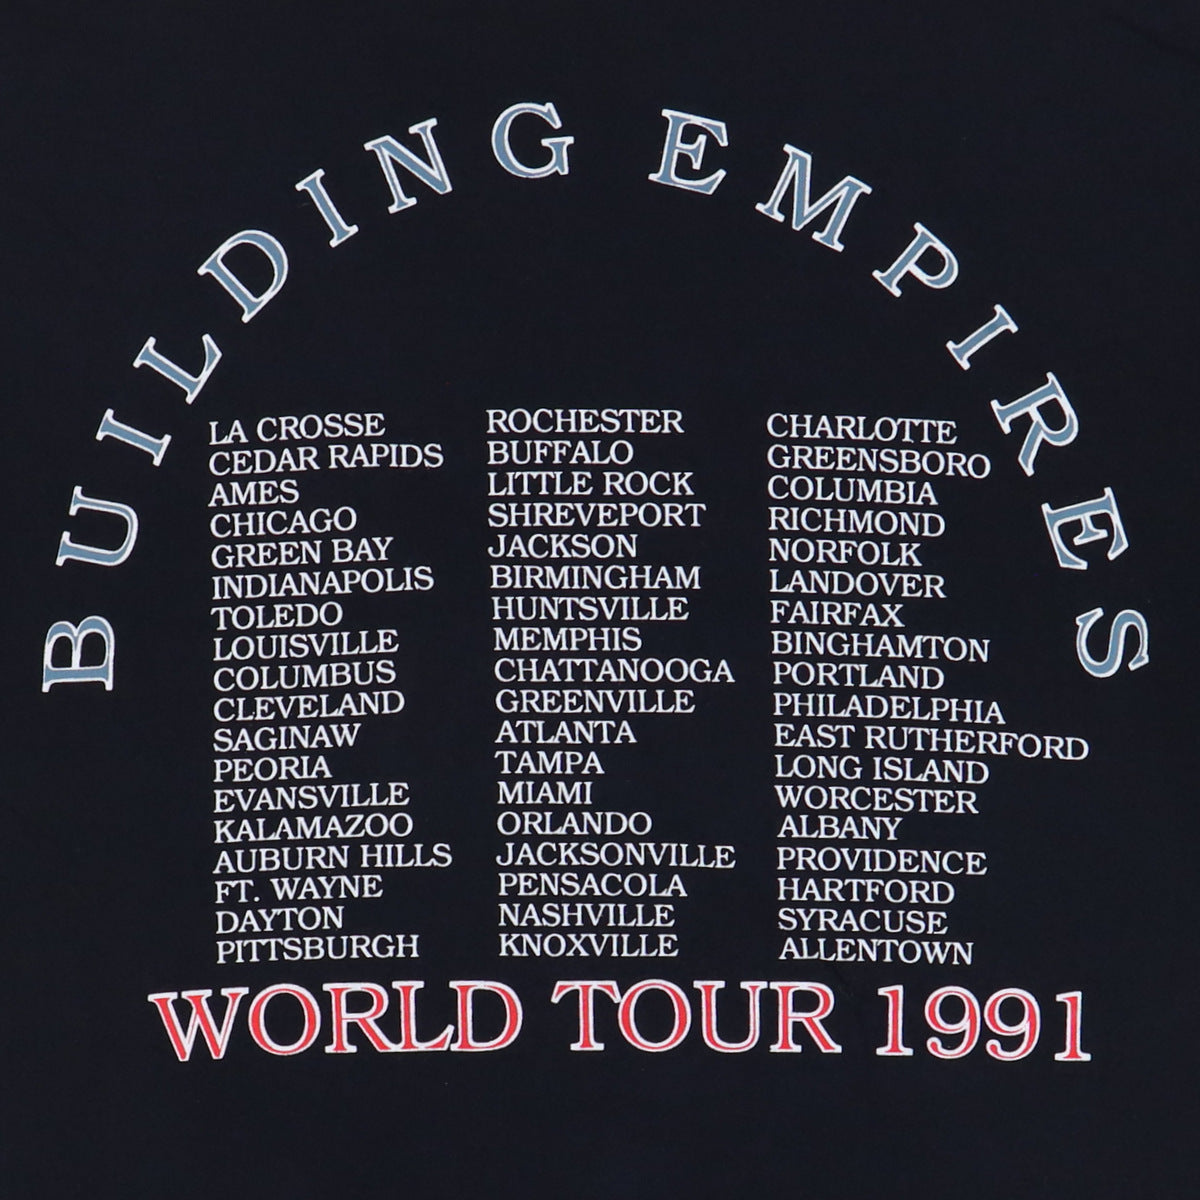 BUILDING EMPIRES
LA CROSSE
CEDAR RAPIDS
AMES
CHICAGO
GREEN BAY
INDIANAPOLIS
TOLEDO
LOUISVILLE
COLUMBUS
CLEVELAND
SAGINAW
PEORIA
EVANSVILLE
KALAMAZOO
AUBURN HILLS
FT. WAYNE
DAYTON
PITTSBURGH
ROCHESTER
BUFFALO
LITTLE ROCK
SHREVEPORT
JACKSON
BIRMINGHAM
HUNTSVILLE
MEMPHIS
CHATTANOOGA
GREENVILLE
ATLANTA
TAMPA
MIAMI
ORLANDO
JACKSONVILLE
PENSACOLA
NASHVILLE
KNOXVILLE
CHARLOTTE
GREENSBORO
COLUMBIA
RICHMOND
NORFOLK
LANDOVER
FAIRFAX
BINGHAMTON
PORTLAND
PHILADELPHIA
EAST RUTHERFORD
LONG ISLAND
WORCESTER
ALBANY
PROVIDENCE
HARTFORD
SYRACUSE
ALLENTOWN
WORLD TOUR 1991